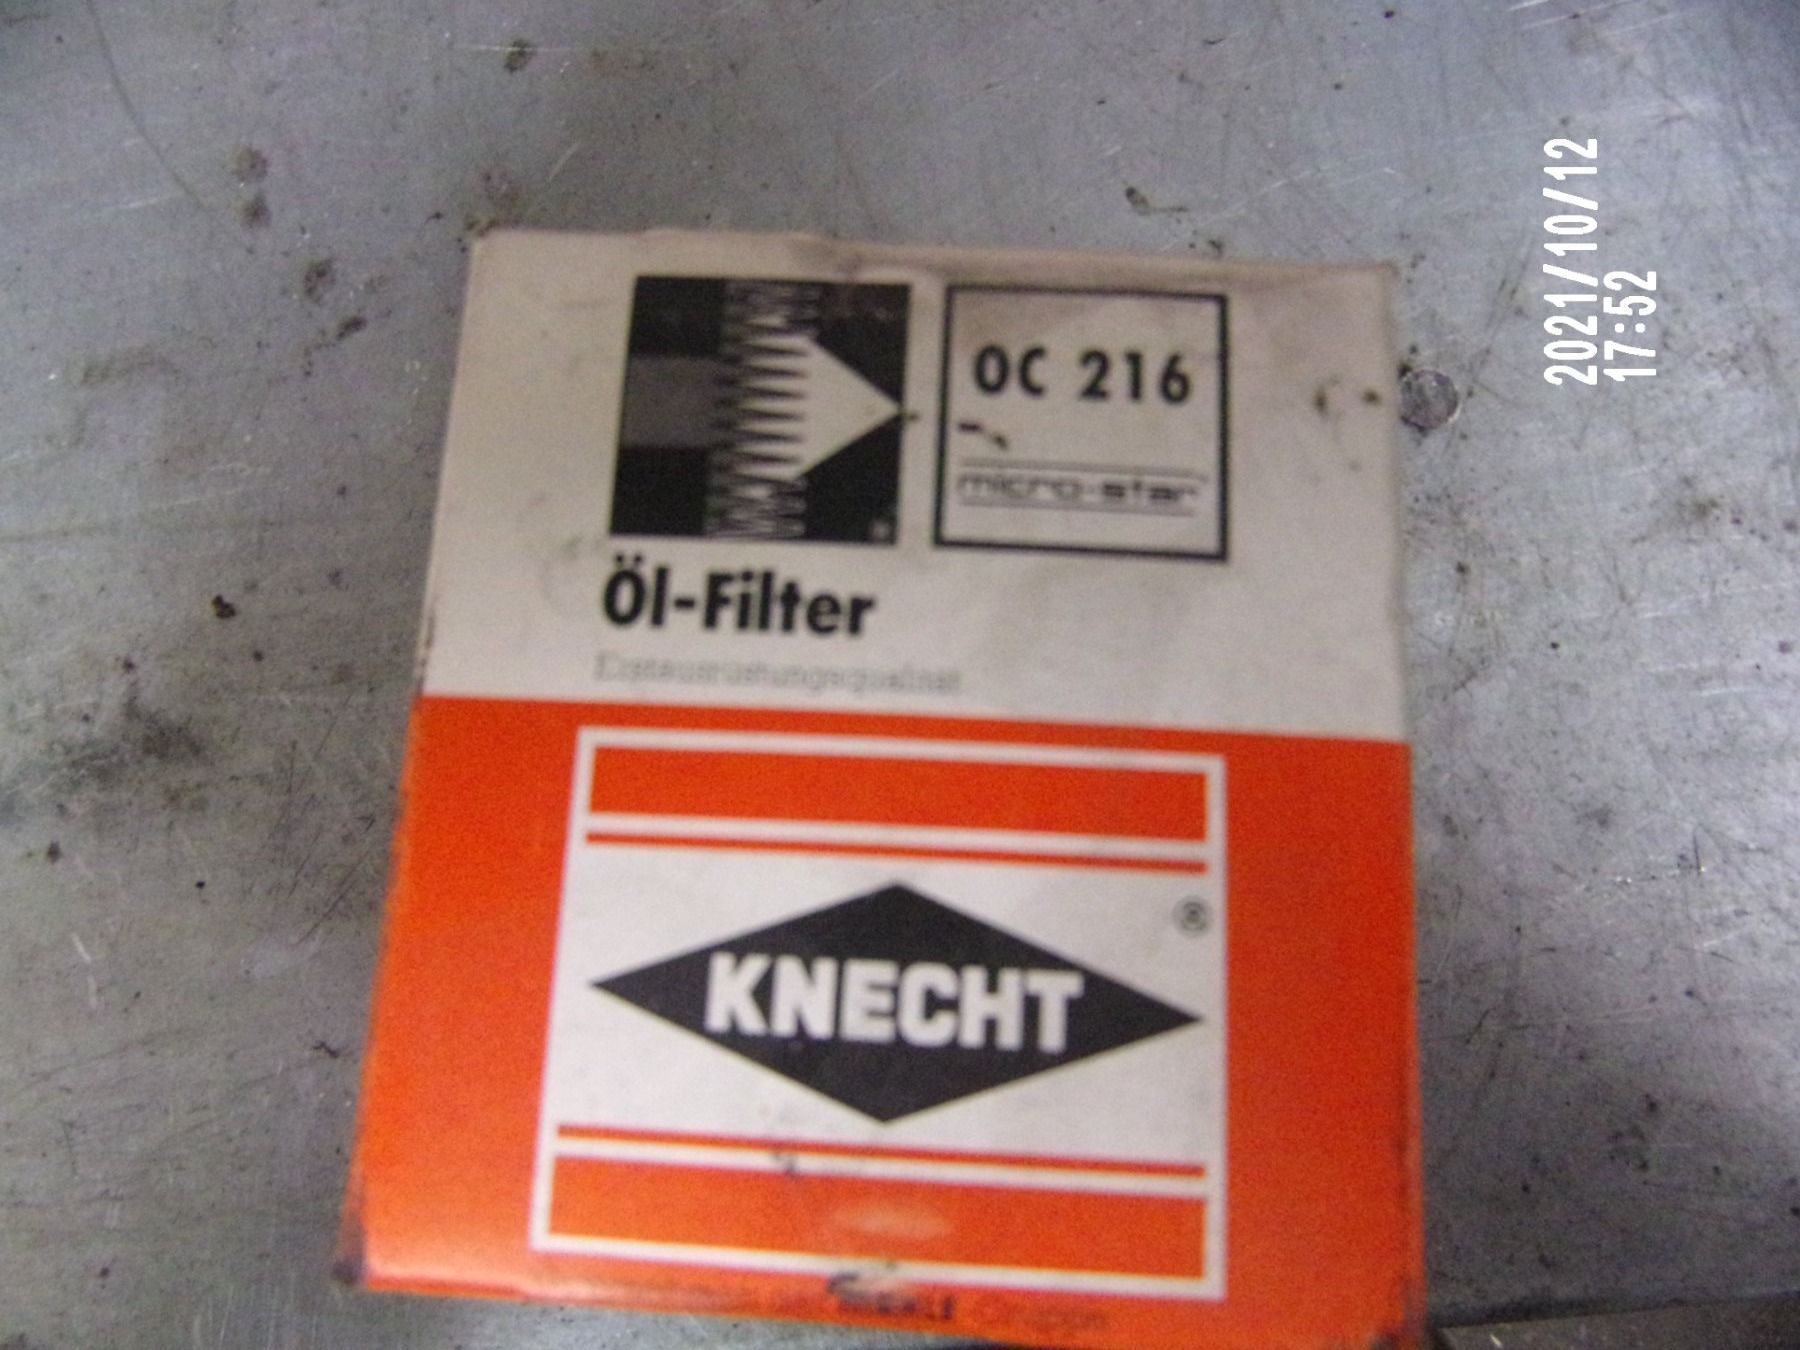 OC 216
micro-star
Öl-Filter
Erstausrüstungsqualität
®
KNECHT
2021/10/12
17:52